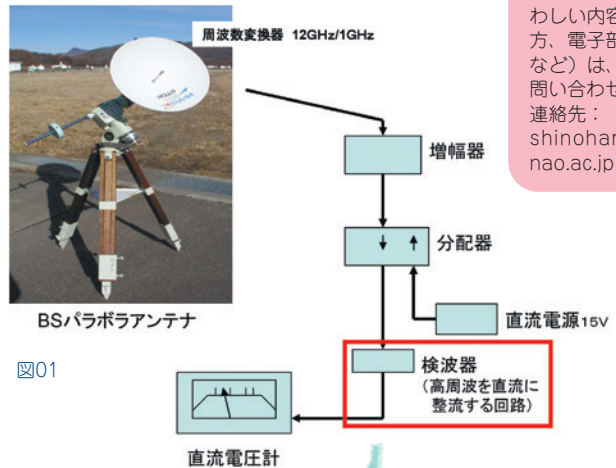 周波数変換器 12GHz/1GHz
わしい内容
方、電子部
など）は、
問い合わせ
連絡先：
shinohar
nao.ac.jp
増幅器
分配器
直流電源15V
検波器
（高周波を直流に
整流する回路）
BSパラボラアンテナ
図01
直流電圧計